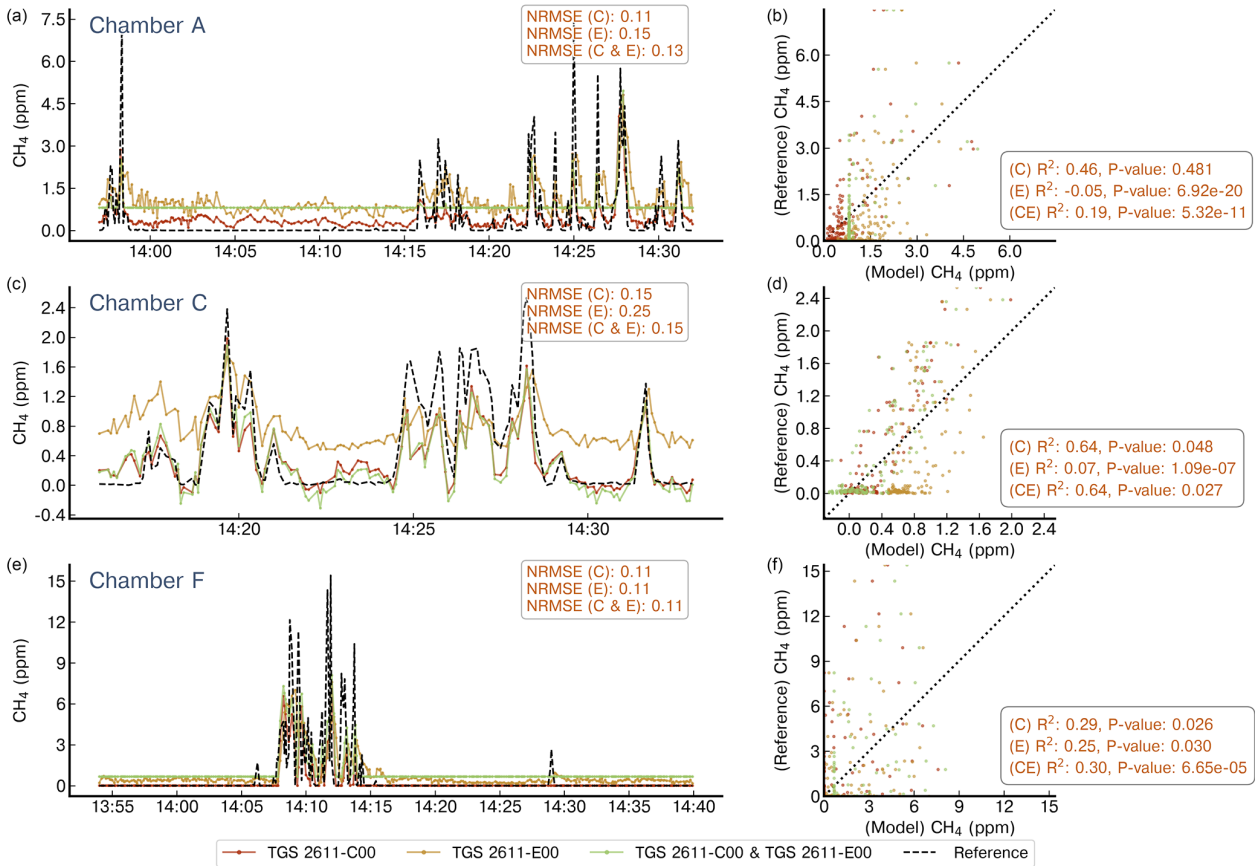 (a)
Chamber A
NRMSE (C): 0.11
NRMSE (E): 0.15
NRMSE (C & E): 0.13
CH4 (ppm)
7.5
6.0
4.5
3.0
1.5
0.0
14:00 14:05 14:10 14:15 14:20 14:25 14:30
(b)
(Reference) CH4 (ppm)
6.0
4.5
3.0
1.5
0.0
0.0 1.5 3.0 4.5 6.0
(Model) CH4 (ppm)
(C) R2: 0.46, P-value: 0.481
(E) R2: -0.05, P-value: 6.92e-20
(CE) R2: 0.19, P-value: 5.32e-11
(c)
Chamber C
NRMSE (C): 0.15
NRMSE (E): 0.25
NRMSE (C & E): 0.15
CH4 (ppm)
2.4
2.0
1.6
1.2
0.8
0.4
0.0
-0.4
14:20 14:25 14:30
(d)
(Reference) CH4 (ppm)
2.4
2.0
1.6
1.2
0.8
0.4
0.0
0.0 0.4 0.8 1.2 1.6 2.0 2.4
(Model) CH4 (ppm)
(C) R2: 0.64, P-value: 0.048
(E) R2: 0.07, P-value: 1.09e-07
(CE) R2: 0.64, P-value: 0.027
(e)
Chamber F
NRMSE (C): 0.11
NRMSE (E): 0.11
NRMSE (C & E): 0.11
CH4 (ppm)
15
12
9
6
3
0
13:55 14:00 14:05 14:10 14:15 14:20 14:25 14:30 14:35 14:40
(f)
(Reference) CH4 (ppm)
15
12
9
6
3
0
0 3 6 9 12 15
(Model) CH4 (ppm)
(C) R2: 0.29, P-value: 0.026
(E) R2: 0.25, P-value: 0.030
(CE) R2: 0.30, P-value: 6.65e-05
TGS 2611-C00 TGS 2611-E00 TGS 2611-C00 & TGS 2611-E00 Reference